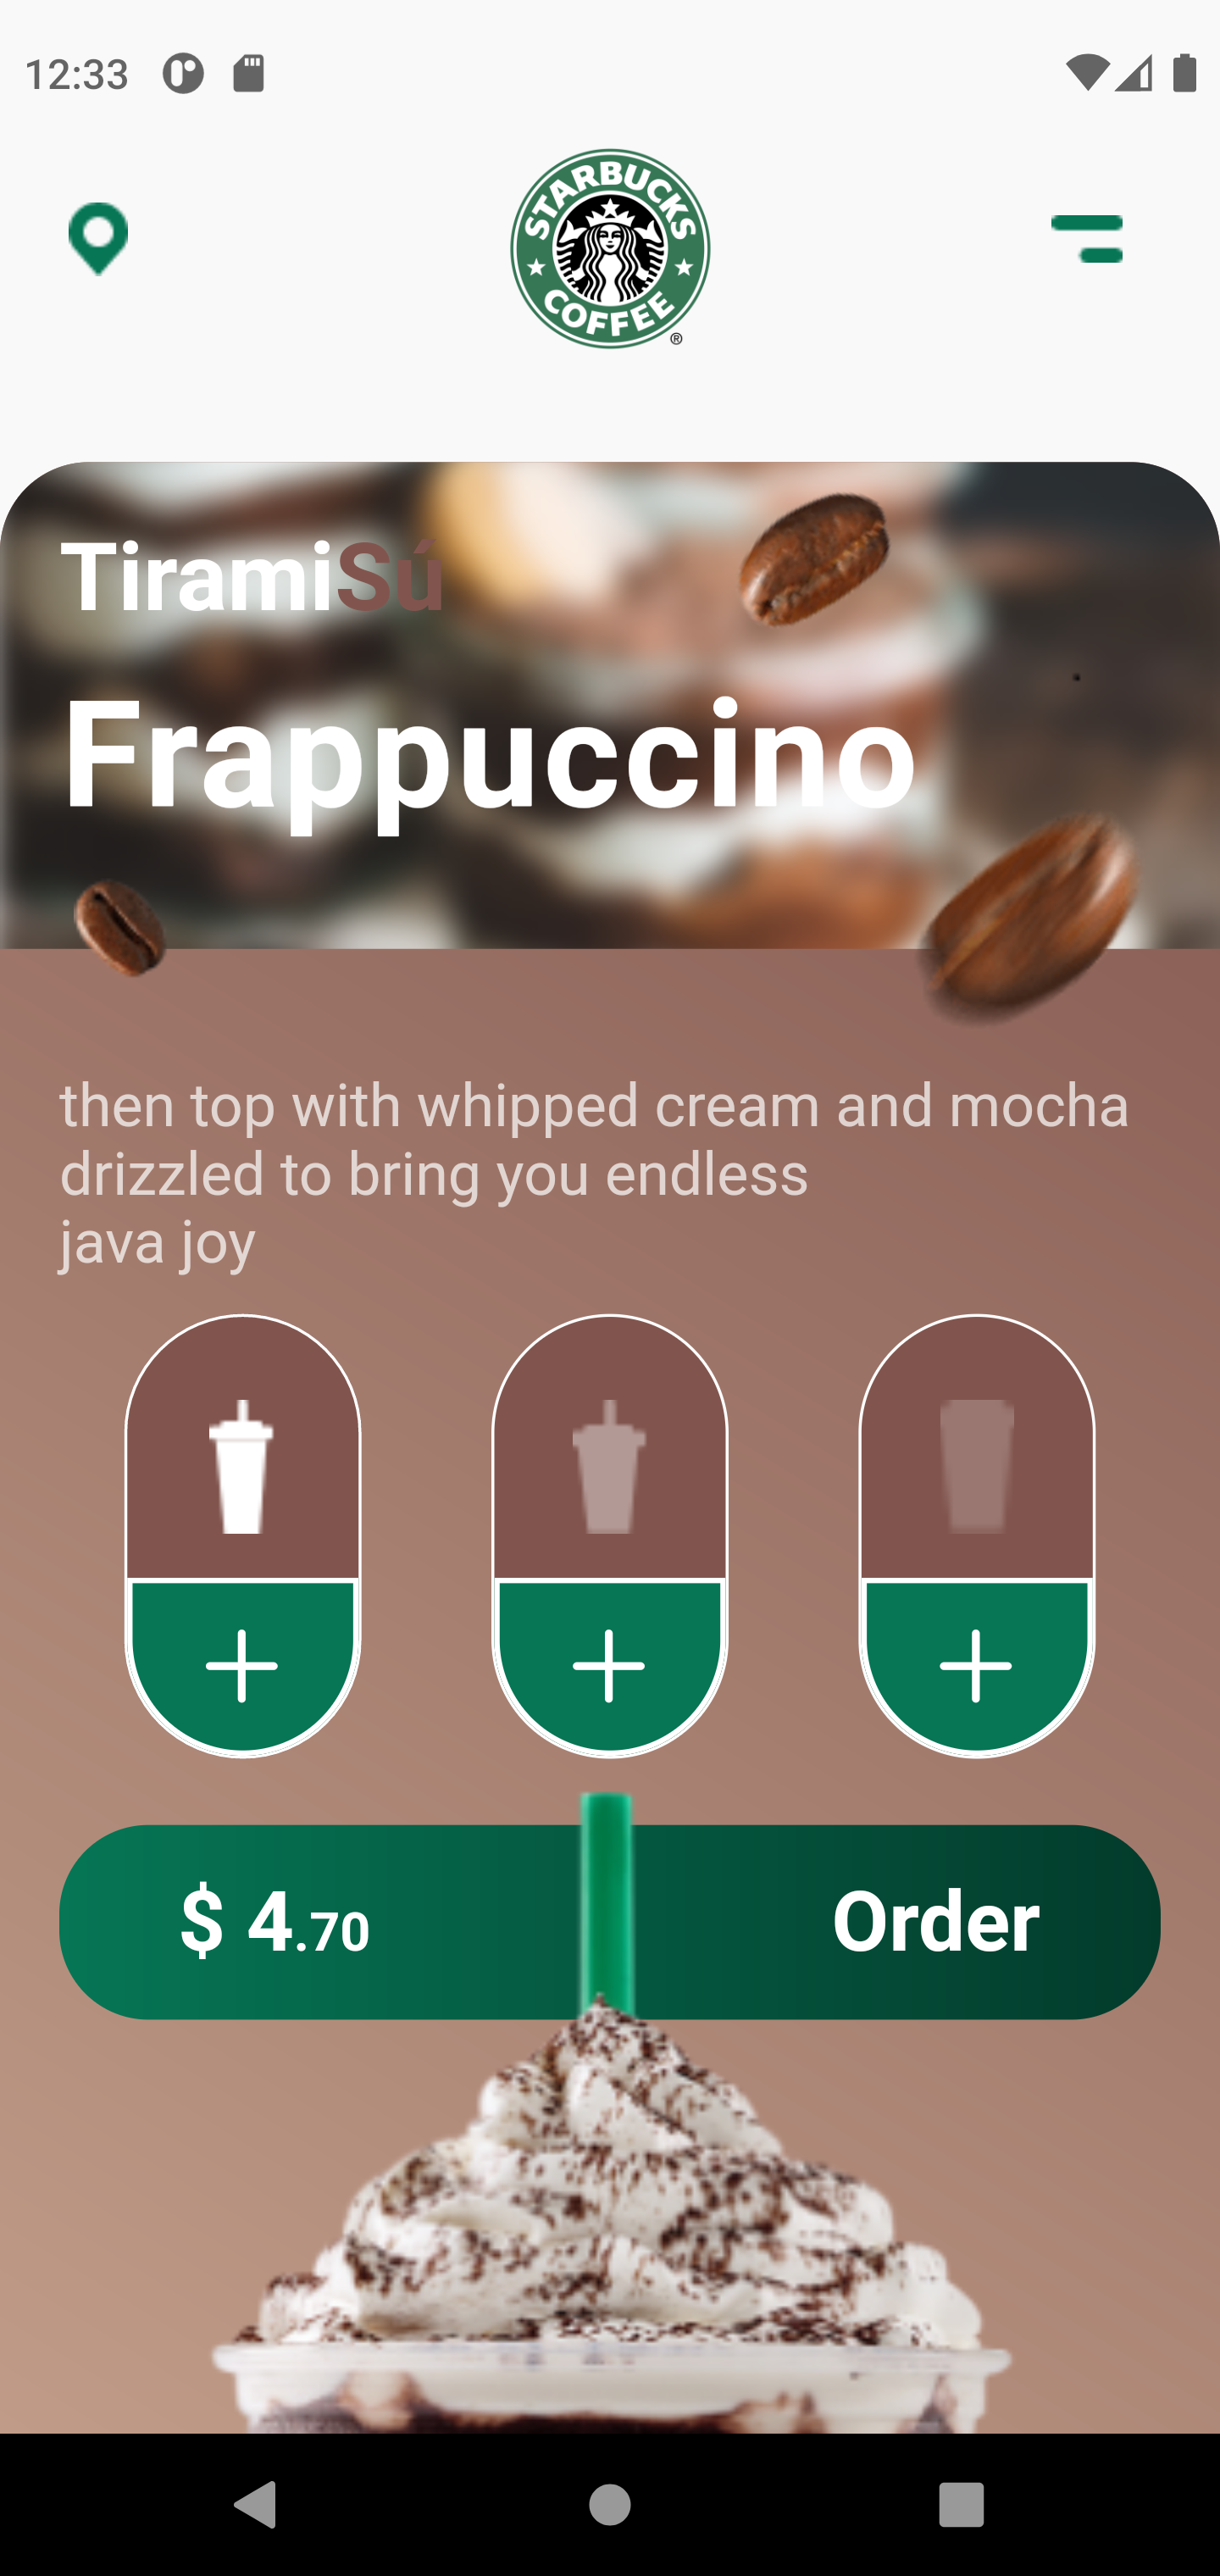 12:33
STARBUCKS
COFFEE
®
TiramiSú
Frappuccino
then top with whipped cream and mocha
drizzled to bring you endless
java joy
$ 4.70
Order